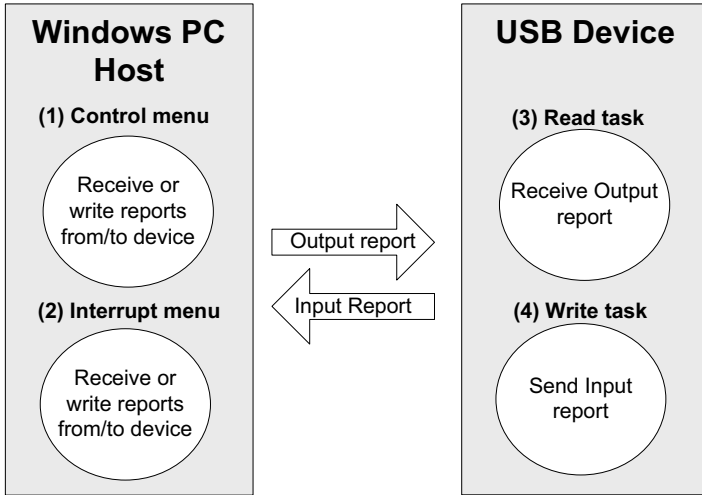 Windows PC
Host
(1) Control menu
Receive or
write reports
from/to device
(2) Interrupt menu
Receive or
write reports
from/to device
Output report
Input Report
USB Device
(3) Read task
Receive Output
report
(4) Write task
Send Input
report